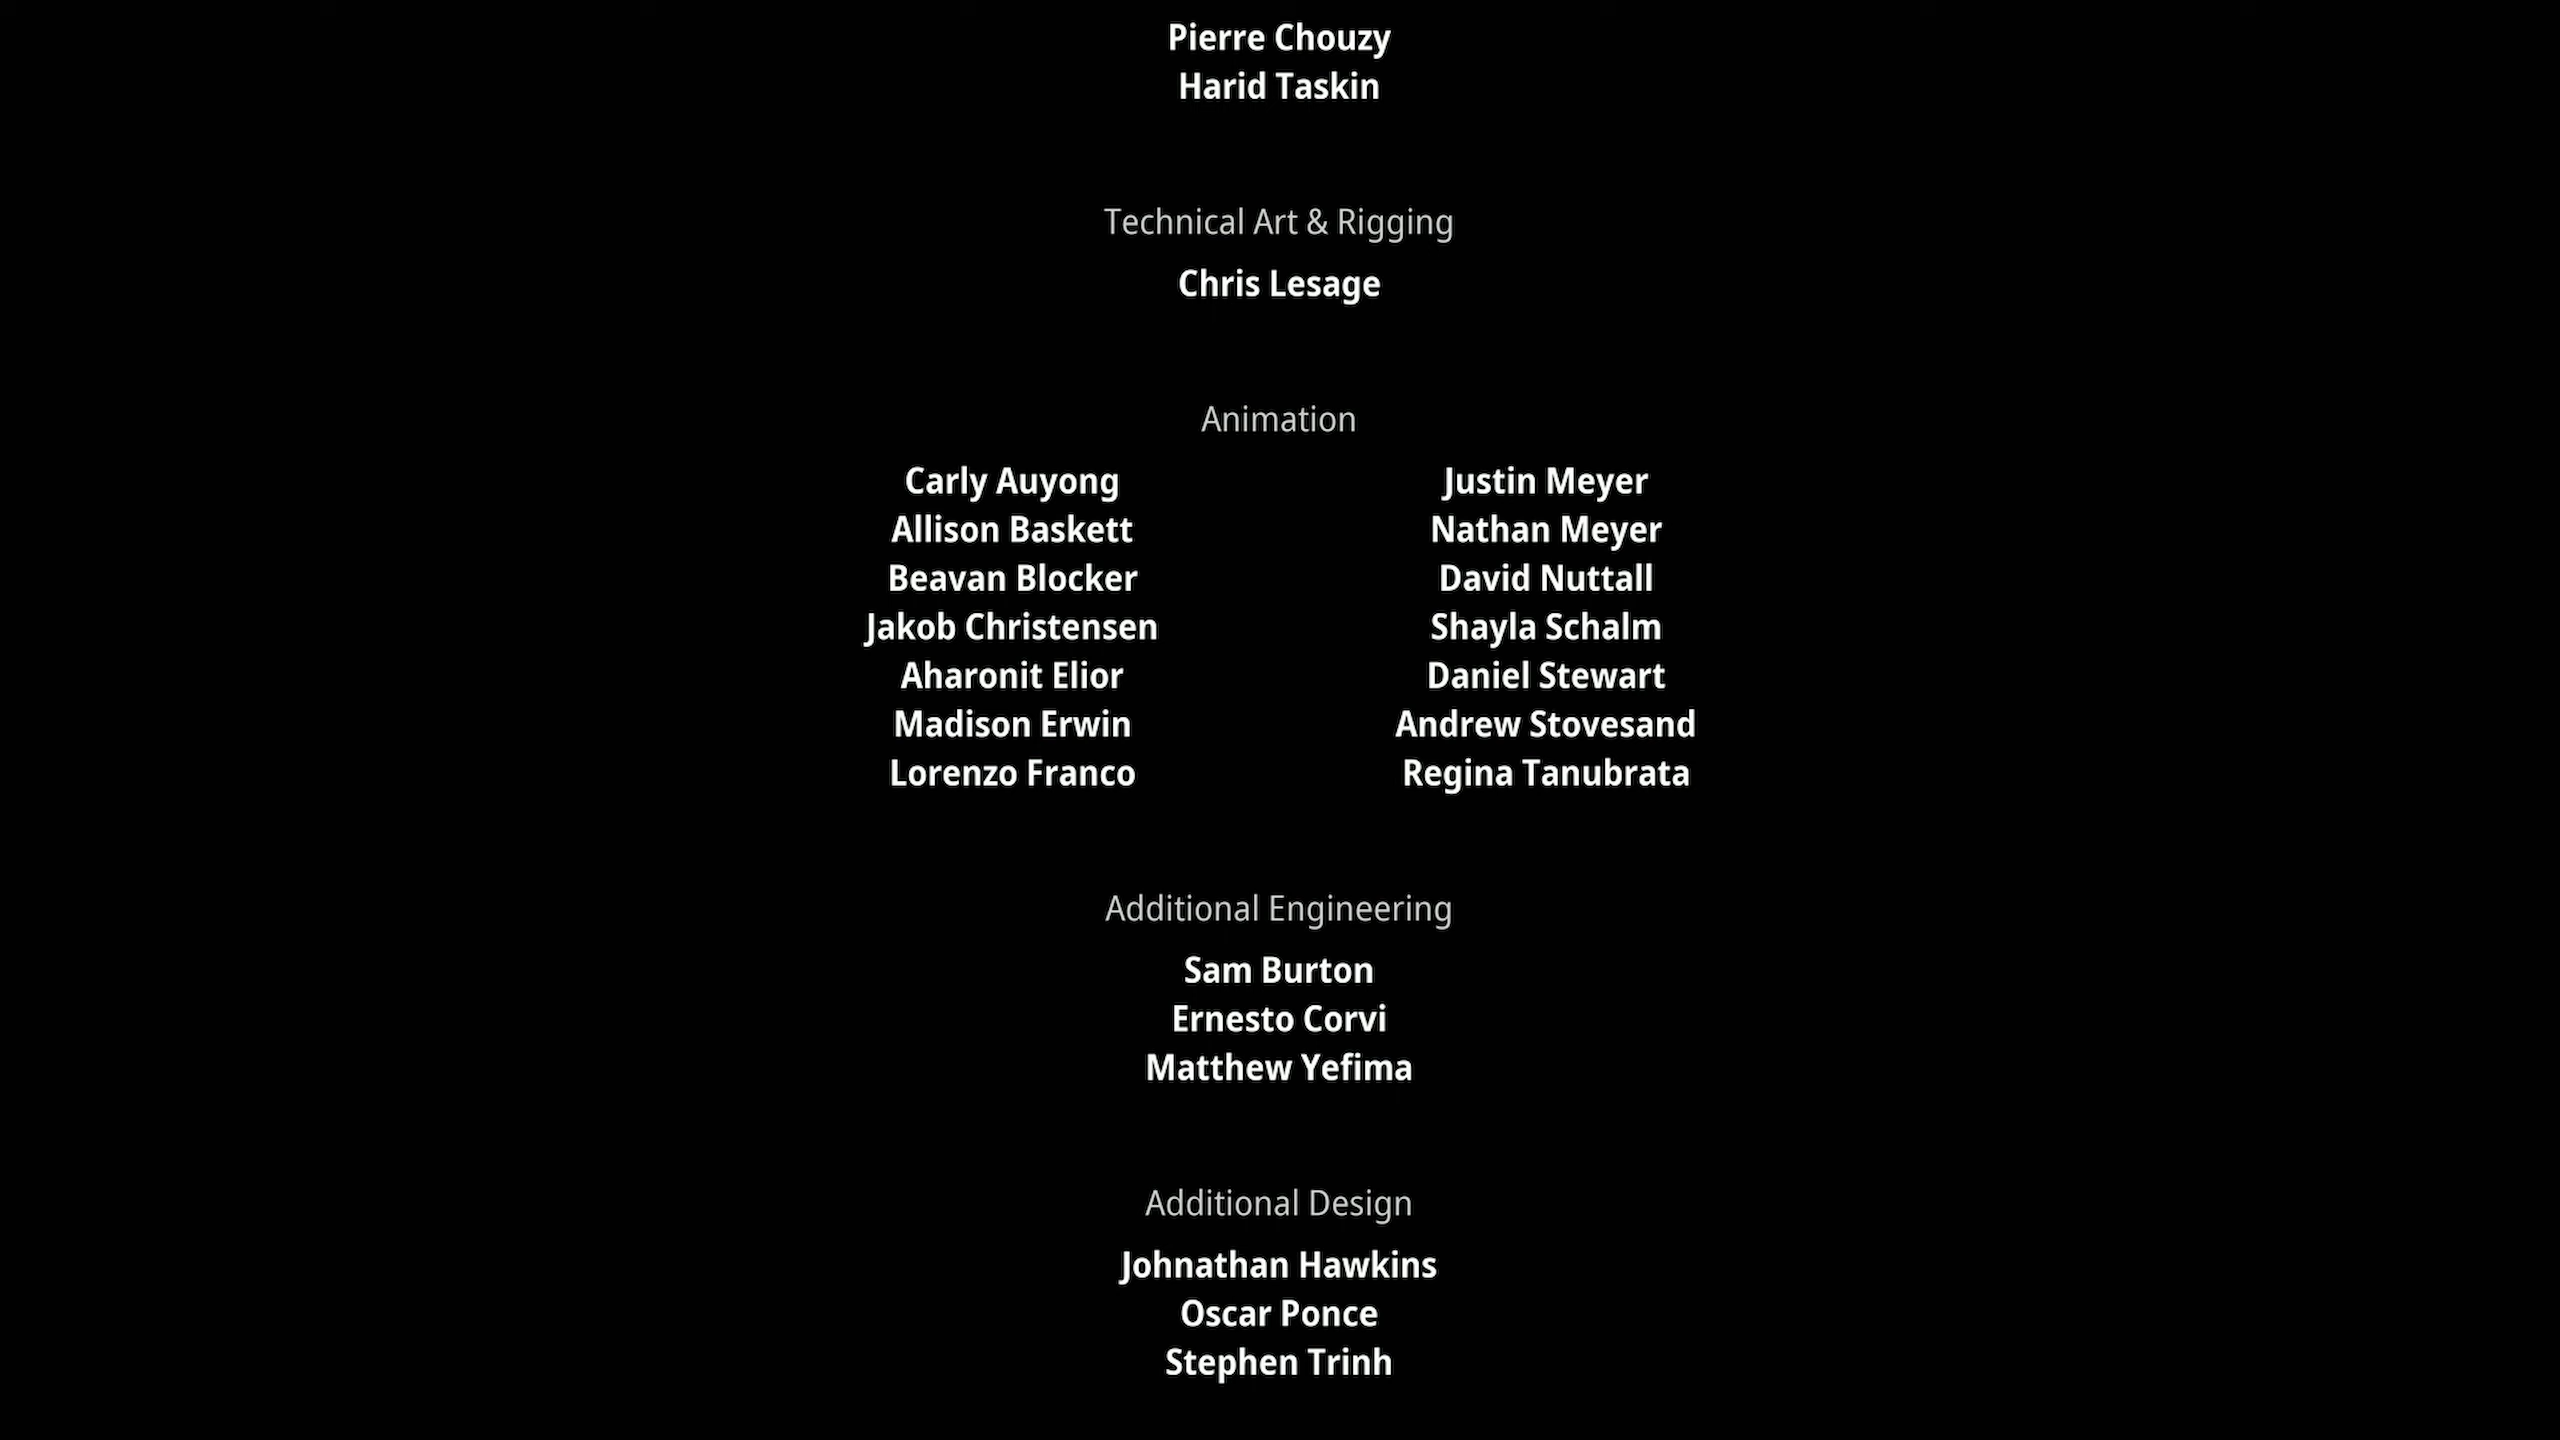 Pierre Chouzy
Harid Taskin
Technical Art & Rigging
Chris Lesage
Animation
Carly Auyong
Allison Baskett
Beavan Blocker
Jakob Christensen
Aharonit Elior
Madison Erwin
Lorenzo Franco
Justin Meyer
Nathan Meyer
David Nuttall
Shayla Schalm
Daniel Stewart
Andrew Stovesand
Regina Tanubrata
Additional Engineering
Sam Burton
Ernesto Corvi
Matthew Yefima
Additional Design
Johnathan Hawkins
Oscar Ponce
Stephen Trinh